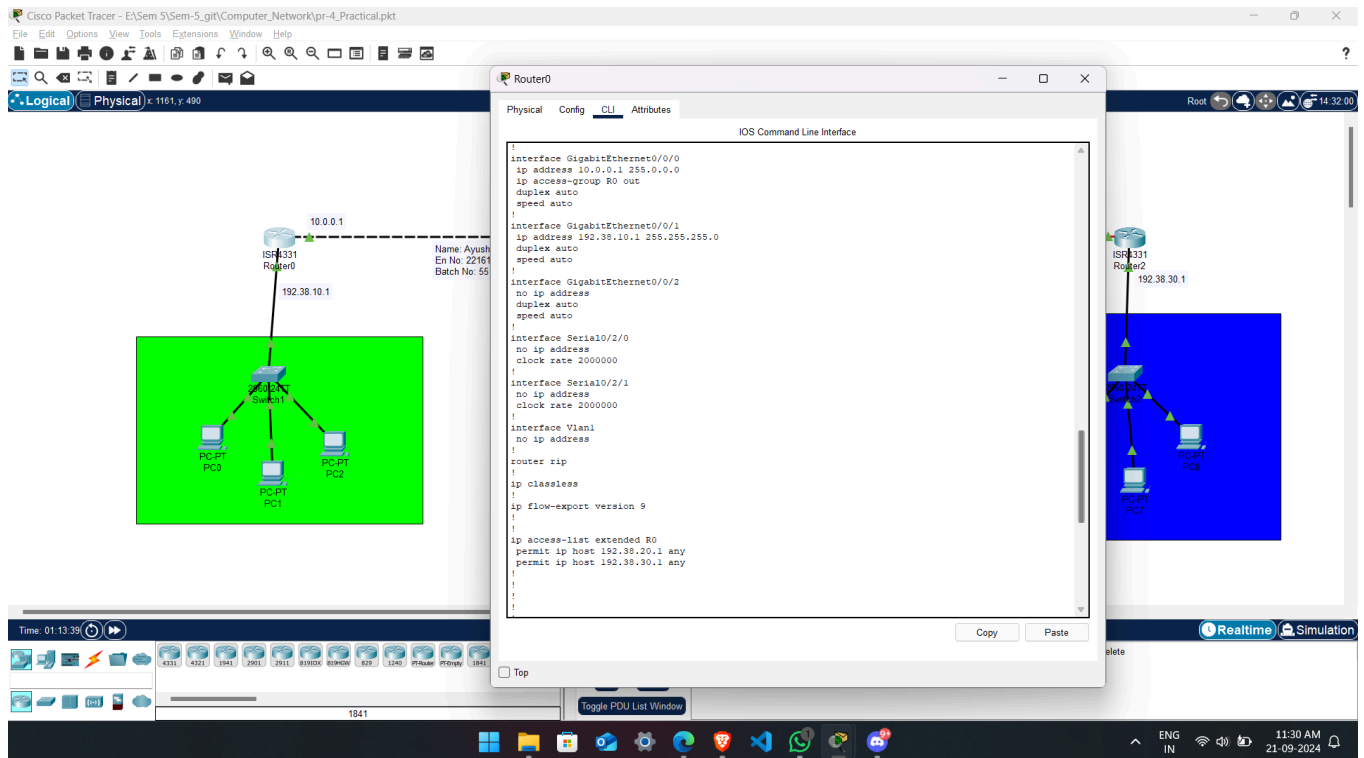 Cisco Packet Tracer - E:\Sem 5\Sem-5_git\Computer_Network\pr-4_Practical.pkt
File Edit Options View Tools Extensions Window Help
?
Logical Physical x: 1161, y: 490
Root 14:32:00
Router0
Physical Config CLI Attributes
IOS Command Line Interface
!
interface GigabitEthernet0/0/0
ip address 10.0.0.1 255.0.0.0
ip access-group R0 out
duplex auto
speed auto
!
interface GigabitEthernet0/0/1
ip address 192.38.10.1 255.255.255.0
duplex auto
speed auto
!
interface GigabitEthernet0/0/2
no ip address
duplex auto
speed auto
!
interface Serial0/2/0
no ip address
clock rate 2000000
!
interface Serial0/2/1
no ip address
clock rate 2000000
!
interface Vlan1
no ip address
!
router rip
!
ip classless
!
ip flow-export version 9
!
!
ip access-list extended R0
permit ip host 192.38.20.1 any
permit ip host 192.38.30.1 any
!
!
!
!
Copy Paste
Top
10.0.0.1
ISR4331
Router0
Name: Ayush
En No: 22161
Batch No: 55
192.38.10.1
2960-24TT
Switch1
PC-PT
PC0
PC-PT
PC1
PC-PT
PC2
ISR4331
Router2
192.38.30.1
PC-PT
PC8
PC-PT
PC7
Time: 01:13:39
Realtime Simulation
4331 4321 1941 2901 2911 819IOX 819HGW 829 1240 PT-Router PT-Empty 1841
1841
elete
Toggle PDU List Window
ENG
IN
11:30 AM
21-09-2024